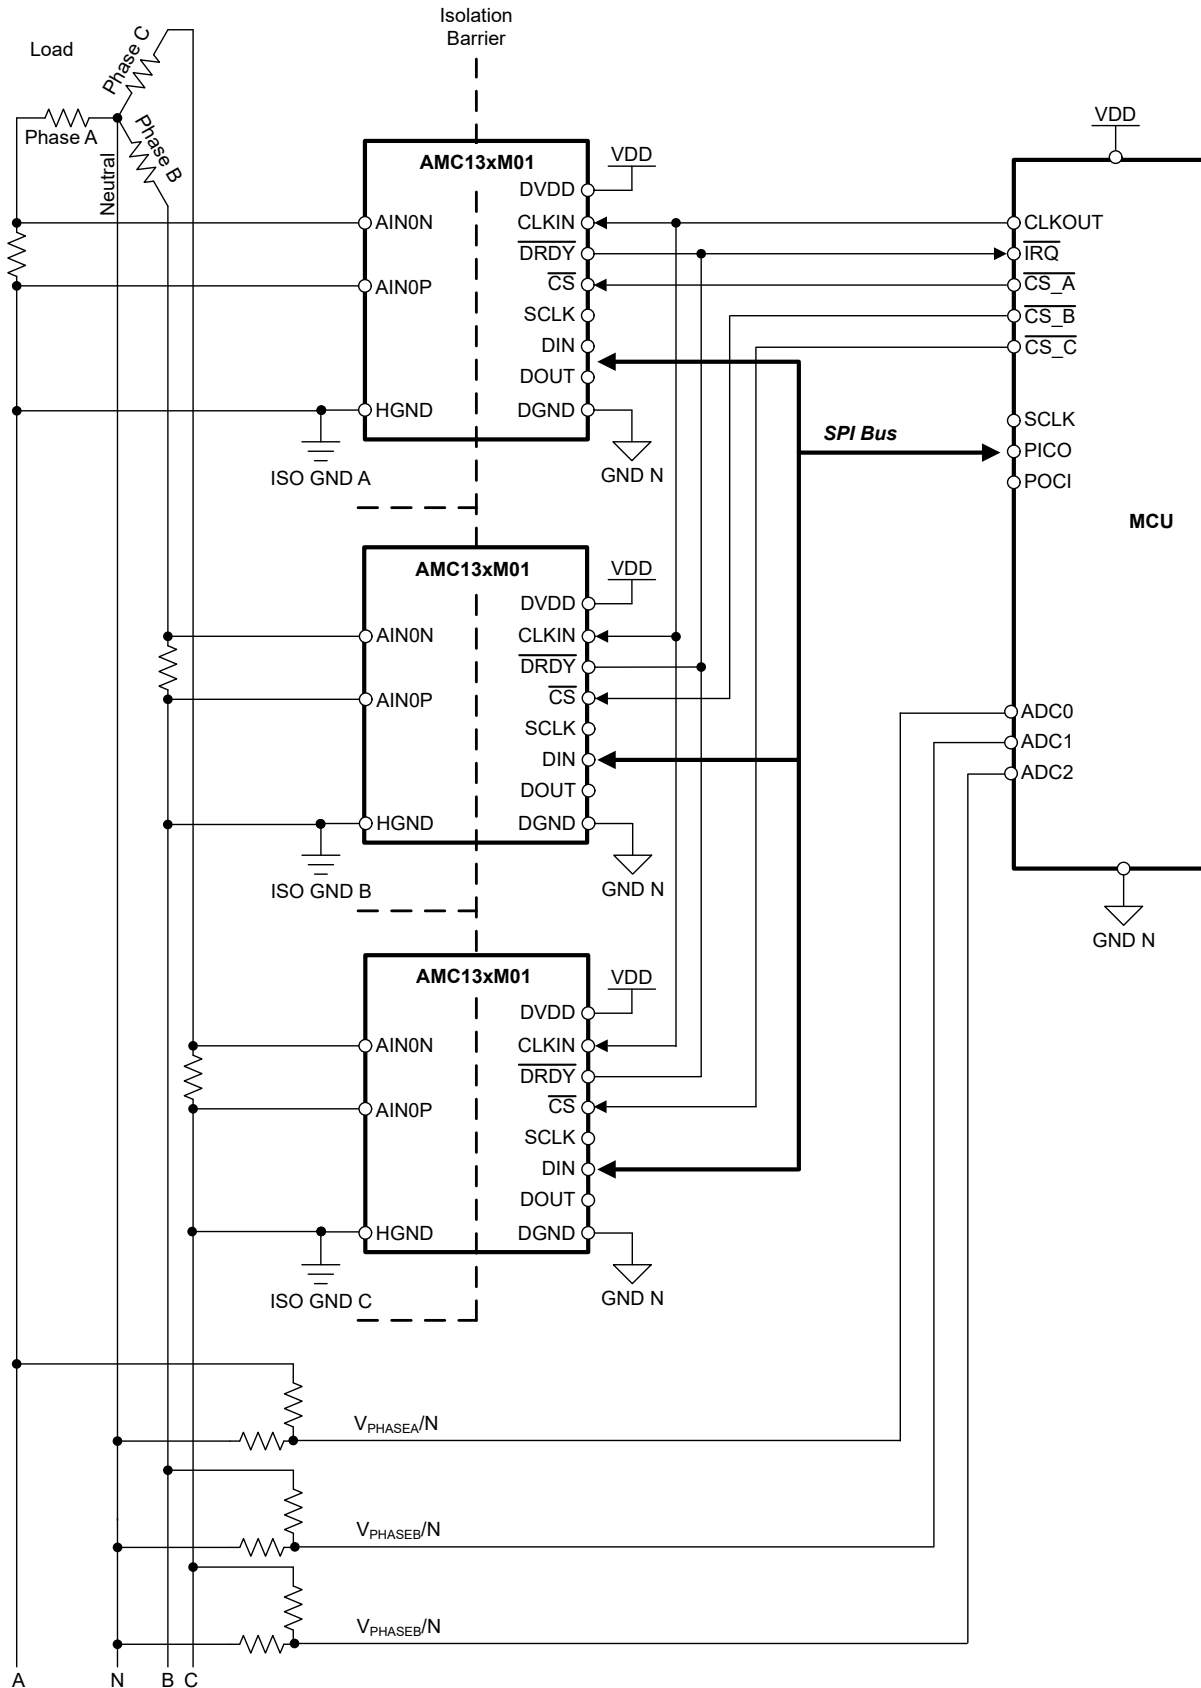 Isolation
Barrier
Load
Phase C
Phase A
Phase B
Neutral
VDD
AMC13xM01
VDD
DVDD
AIN0N
CLKIN
CLKOUT
DRDY
IRQ
AIN0P
CS
CS_A
SCLK
CS_B
DIN
CS_C
DOUT
HGND
DGND
SCLK
SPI Bus
PICO
ISO GND A
GND N
POCI
MCU
AMC13xM01
VDD
DVDD
AIN0N
CLKIN
DRDY
AIN0P
CS
ADC0
SCLK
ADC1
DIN
ADC2
DOUT
HGND
DGND
ISO GND B
GND N
GND N
AMC13xM01
VDD
DVDD
AIN0N
CLKIN
DRDY
AIN0P
CS
SCLK
DIN
DOUT
HGND
DGND
ISO GND C
GND N
VPHASEA/N
VPHASEB/N
VPHASEB/N
A N B C